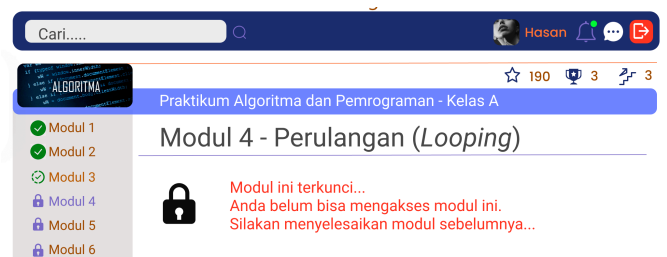 Cari.....
Hasan
190 3 3
ALGORITMA
Praktikum Algoritma dan Pemrograman - Kelas A
Modul 1
Modul 2
Modul 3
Modul 4
Modul 5
Modul 6
Modul 4 - Perulangan (Looping)
Modul ini terkunci...
Anda belum bisa mengakses modul ini.
Silakan menyelesaikan modul sebelumnya...